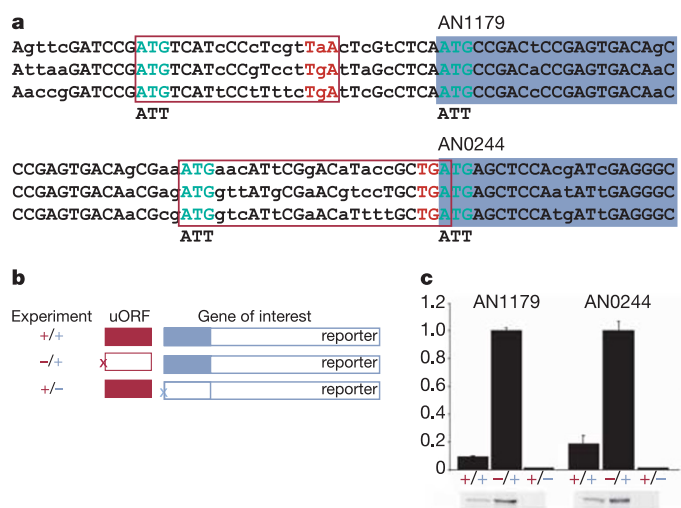 a
AN1179
AgttcGATCCGATGTCATcCCcTcgtTaAcTcGtCTCAATGCCGACtCCGAGTGACAgC
AttaaGATCCGATGTCATcCCgTcctTgAtTaGcCTCAATGCCGACaCCGAGTGACAaC
AaccgGATCCGATGTCATtCCtTttcTgAtTcGcCTCAATGCCGACcCCGAGTGACAaC
ATT ATT
AN0244
CCGAGTGACAgCGaaATGaacATtCGgACaTaccGCTGATGAGCTCCAcgATcGAGGGC
CCGAGTGACAaCGagATGgttATgCGaACgtccTGCTGATGAGCTCCAatATtGAGGGC
CCGAGTGACAaCGcgATGgtcATtCGaACaTttTGCTGATGAGCTCCAtgATtGAGGGC
ATT ATT
b
Experiment uORF Gene of interest
+/+ reporter
−/+ x reporter
+/− x reporter
c
AN1179 AN0244
1.2
1.0
0.8
0.6
0.4
0.2
0
+/+ −/+ +/− +/+ −/+ +/−